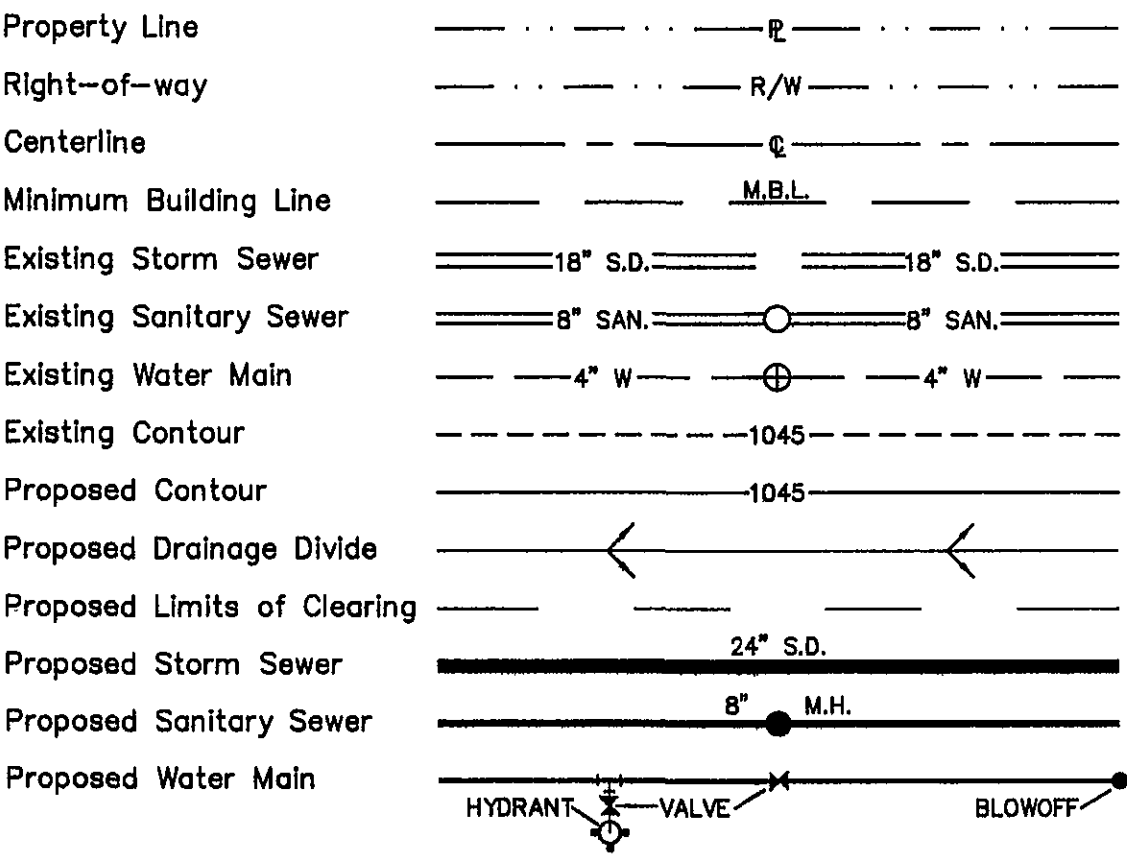 Property Line ℙL
Right-of-way R/W
Centerline ℄
Minimum Building Line M.B.L.
Existing Storm Sewer 18" S.D. 18" S.D.
Existing Sanitary Sewer 8" SAN. 8" SAN.
Existing Water Main 4" W 4" W
Existing Contour 1045
Proposed Contour 1045
Proposed Drainage Divide
Proposed Limits of Clearing
Proposed Storm Sewer 24" S.D.
Proposed Sanitary Sewer 8" M.H.
Proposed Water Main
HYDRANT VALVE BLOWOFF